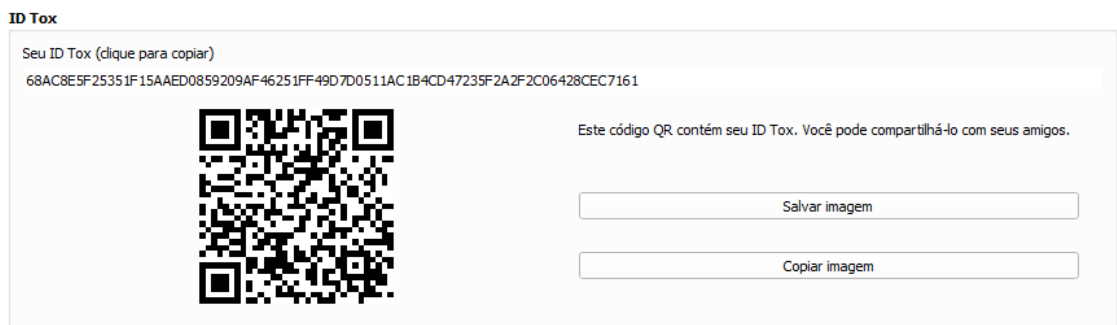 ID Tox
Seu ID Tox (clique para copiar)
68AC8E5F25351F15AAED0859209AF46251FF49D7D0511AC1B4CD47235F2A2F2C06428CEC7161
Este código QR contém seu ID Tox. Você pode compartilhá-lo com seus amigos.
Salvar imagem
Copiar imagem